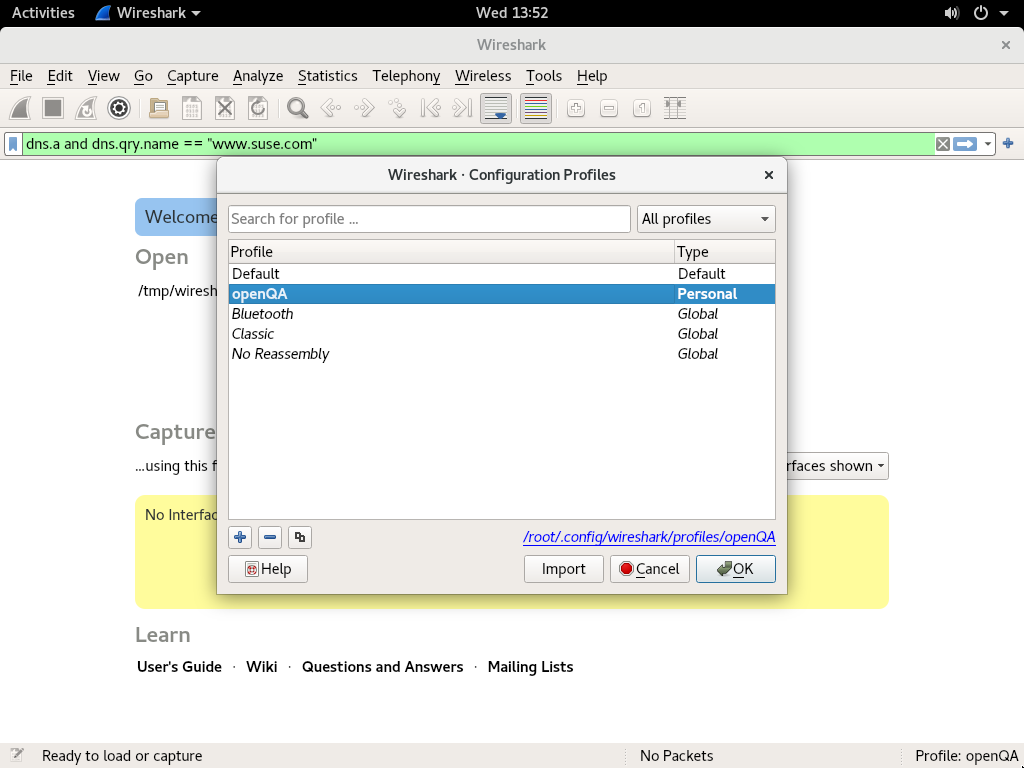 Activities Wireshark Wed 13:52
Wireshark
File Edit View Go Capture Analyze Statistics Telephony Wireless Tools Help
dns.a and dns.qry.name == "www.suse.com"
Wireshark · Configuration Profiles
Search for profile ... All profiles
Profile Type
Default Default
openQA Personal
Bluetooth Global
Classic Global
No Reassembly Global
/root/.config/wireshark/profiles/openQA
Help Import Cancel OK
Welcome
Open
/tmp/wiresh
Capture
...using this f rfaces shown
No Interfac
Learn
User's Guide · Wiki · Questions and Answers · Mailing Lists
Ready to load or capture No Packets Profile: openQA